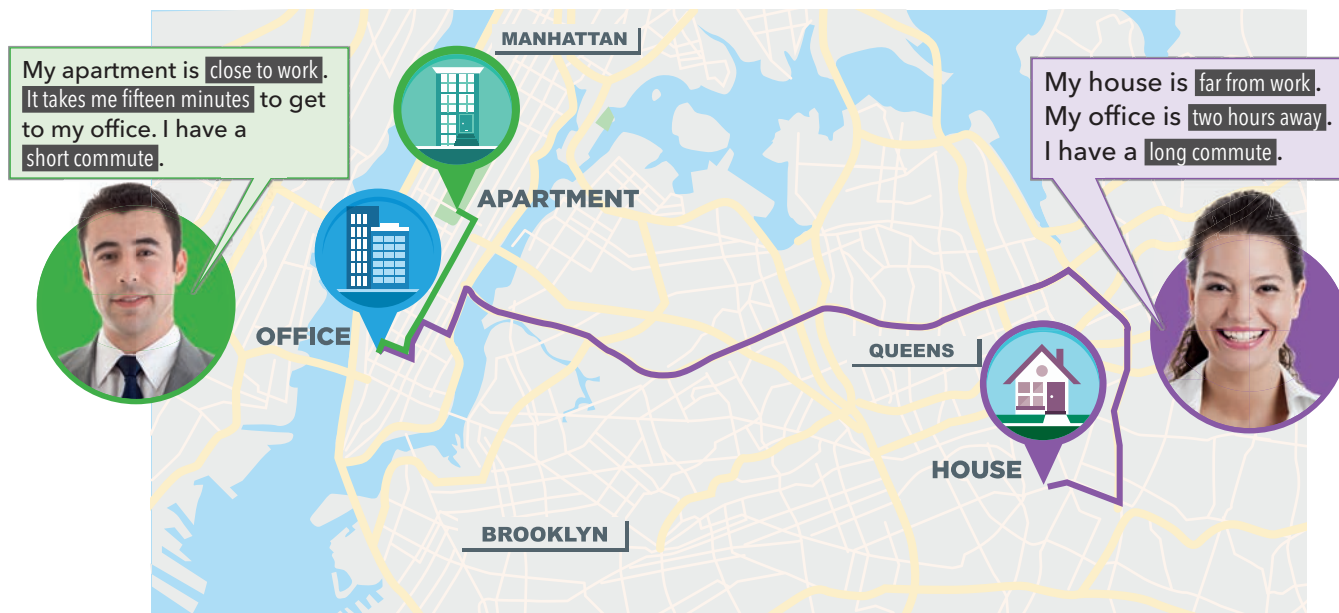 MANHATTAN
My apartment is close to work.
It takes me fifteen minutes to get
to my office. I have a
short commute.
My house is far from work.
My office is two hours away.
I have a long commute.
APARTMENT
OFFICE
QUEENS
HOUSE
BROOKLYN